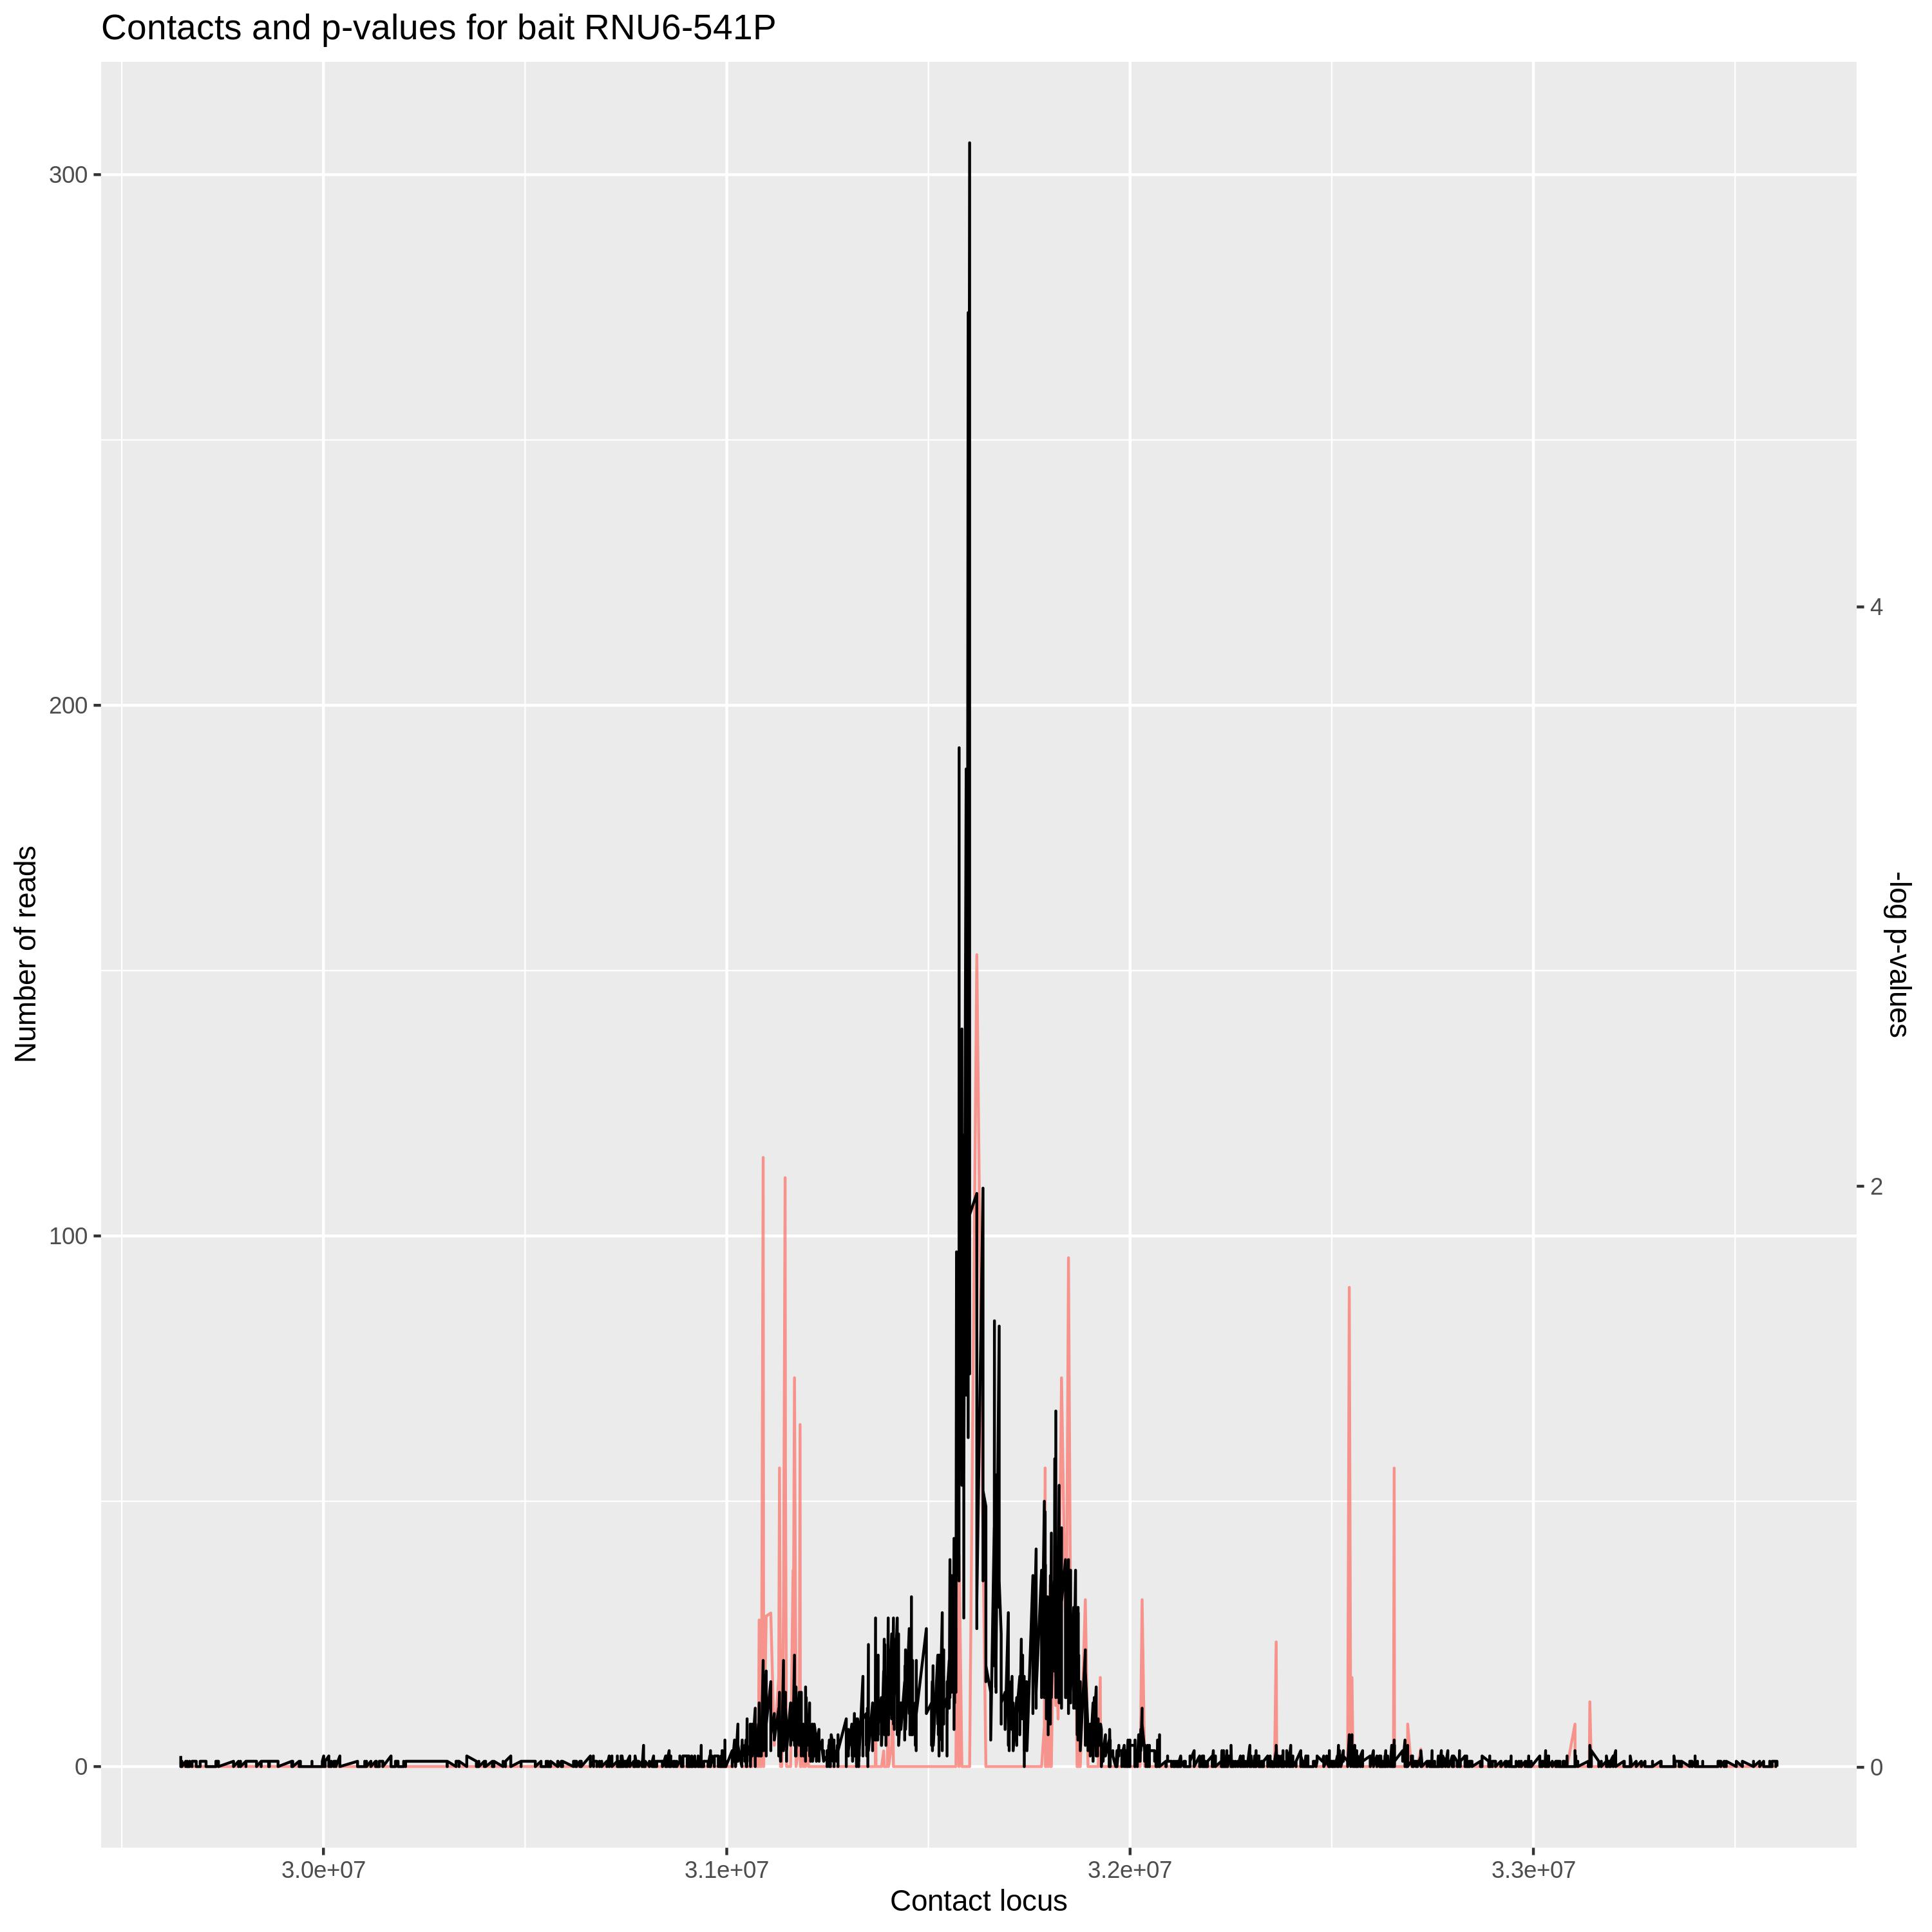 Contacts and p-values for bait RNU6-541P
300
200
100
0
Number of reads
4
2
0
-log p-values
3.0e+07
3.1e+07
3.2e+07
3.3e+07
Contact locus